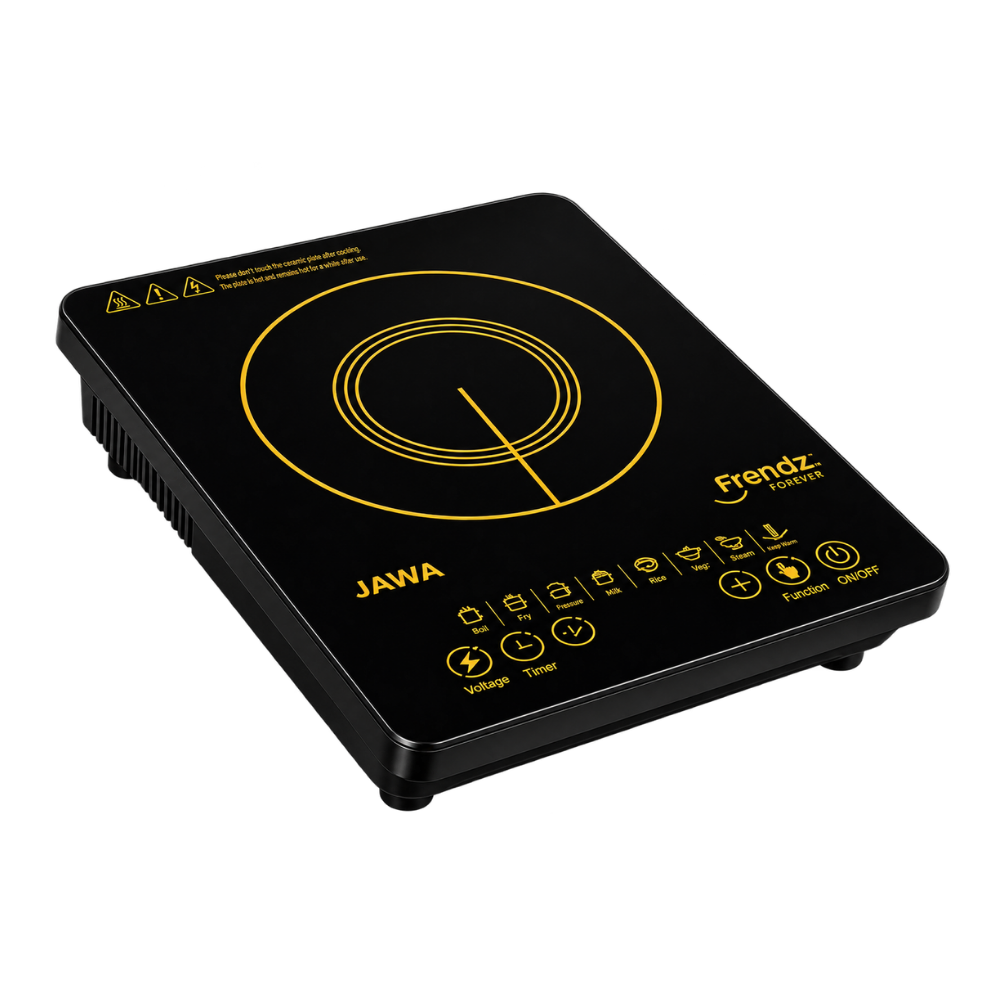 Please don't touch the ceramic plate after cooking.
The plate is hot and remains hot for a while after use.
Frendz™
FOREVER
JAWA
Boil
Fry
Pressure
Milk
Rice
Veg:
Steam
Keep Warm
Voltage
Timer
Function
ON/OFF